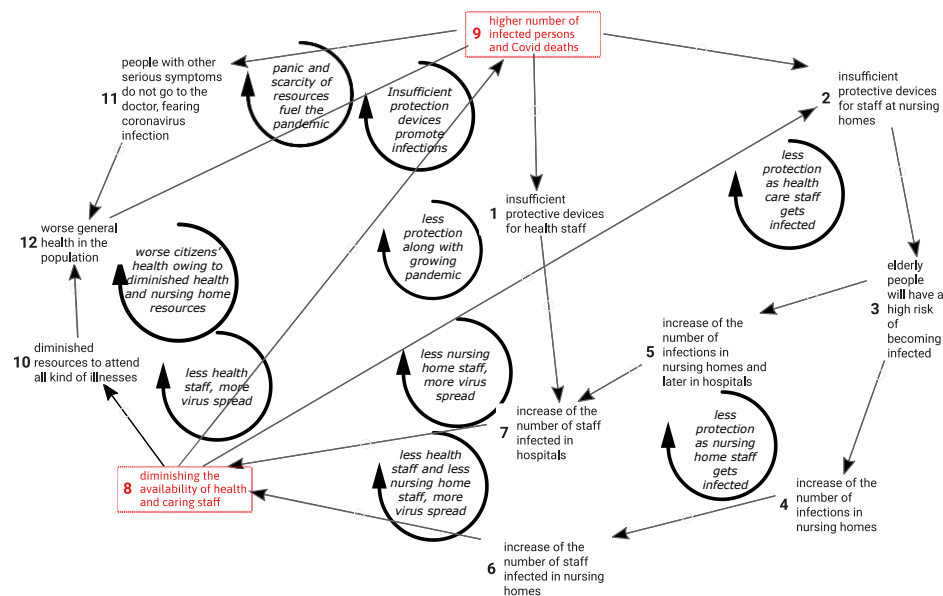 9 higher number of
infected persons
and Covid deaths
people with other
serious symptoms
do not go to the
11 doctor, fearing
coronavirus
infection
panic and
scarcity of
resources
fuel the
pandemic
Insufficient
protection
devices
promote
infections
insufficient
2 protective devices
for staff at nursing
homes
less
protection
as health
care staff
gets
infected
insufficient
1 protective devices
for health staff
less
protection
along with
growing
pandemic
worse general
12 health in the
population
worse citizens'
health owing to
diminished health
and nursing home
resources
elderly
people
will have a
3 high risk
of
becoming
infected
increase of the
number of
5 infections in
nursing homes and
later in hospitals
diminished
10 resources to attend
all kind of illnesses
less health
staff, more
virus spread
less nursing
home staff,
more virus
spread
increase of the
7 number of staff
infected in
hospitals
less
protection
as nursing
home staff
gets
infected
less health
staff and less
nursing home
staff, more
virus spread
diminishing the
8 availability of health
and caring staff
increase of the
4 number of
infections in
nursing homes
increase of the
6 number of staff
infected in nursing
homes